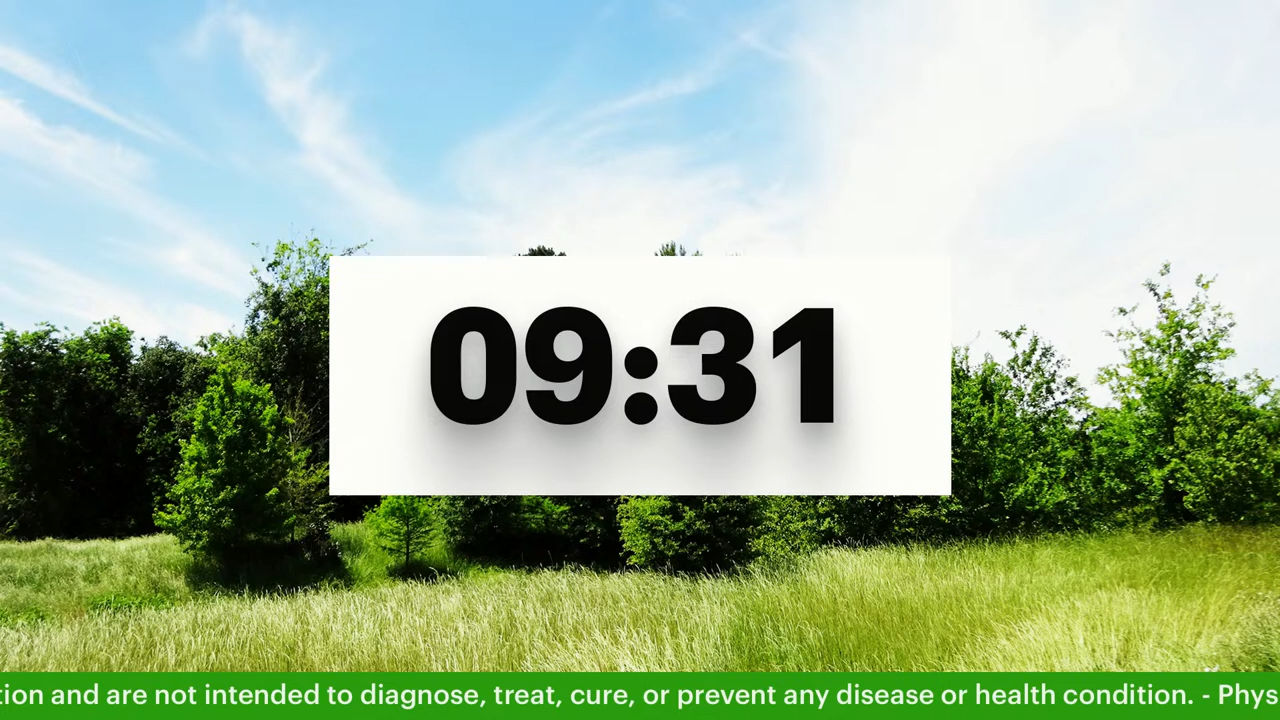 09:31
tion and are not intended to diagnose, treat, cure, or prevent any disease or health condition. - Phys